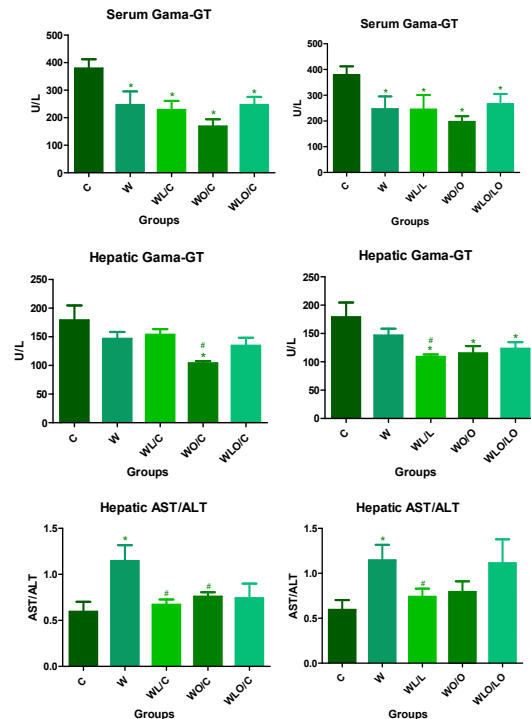 Serum Gama-GT
500
400
300
200
100
0
U/L
*
*
*
*
C
W
WL/C
WO/C
WLO/C
Groups
Serum Gama-GT
500
400
300
200
100
0
U/L
*
*
*
*
C
W
WL/L
WO/O
WLO/LO
Groups
Hepatic Gama-GT
200
150
100
50
0
U/L
#
*
C
W
WL/C
WO/C
WLO/C
Groups
Hepatic Gama-GT
200
150
100
50
0
U/L
#
*
*
*
C
W
WL/L
WO/O
WLO/LO
Groups
Hepatic AST/ALT
1.5
1.0
0.5
0.0
AST/ALT
*
#
#
C
W
WL/C
WO/C
WLO/C
Groups
Hepatic AST/ALT
1.5
1.0
0.5
0.0
AST/ALT
*
#
C
W
WL/L
WO/O
WLO/LO
Groups